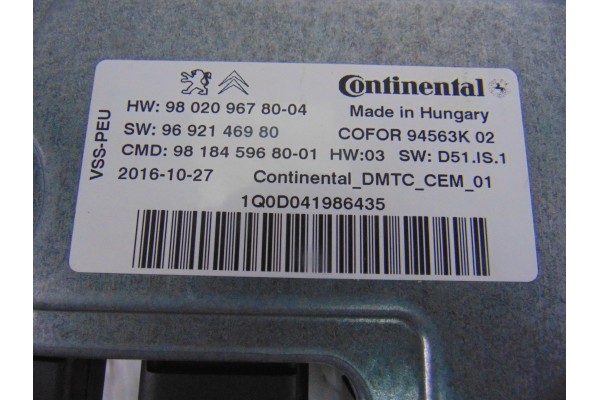 VSS-PEU
Continental
HW: 98 020 967 80-04
Made in Hungary
SW: 96 921 469 80
COFOR 94563K 02
CMD: 98 184 596 80-01 HW:03 SW: D51.IS.1
2016-10-27 Continental_DMTC_CEM_01
1Q0D041986435